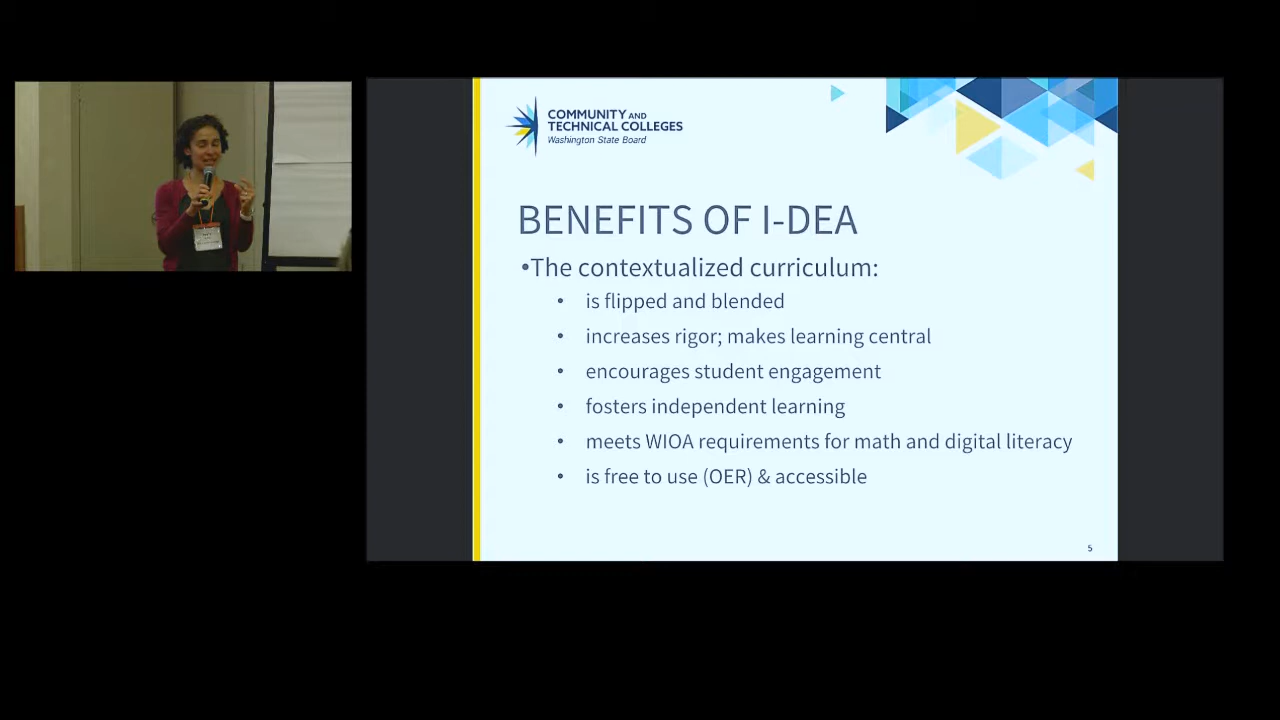 COMMUNITY AND
TECHNICAL COLLEGES
Washington State Board
BENEFITS OF I-DEA
•The contextualized curriculum:
• is flipped and blended
• increases rigor; makes learning central
• encourages student engagement
• fosters independent learning
• meets WIOA requirements for math and digital literacy
• is free to use (OER) & accessible
5